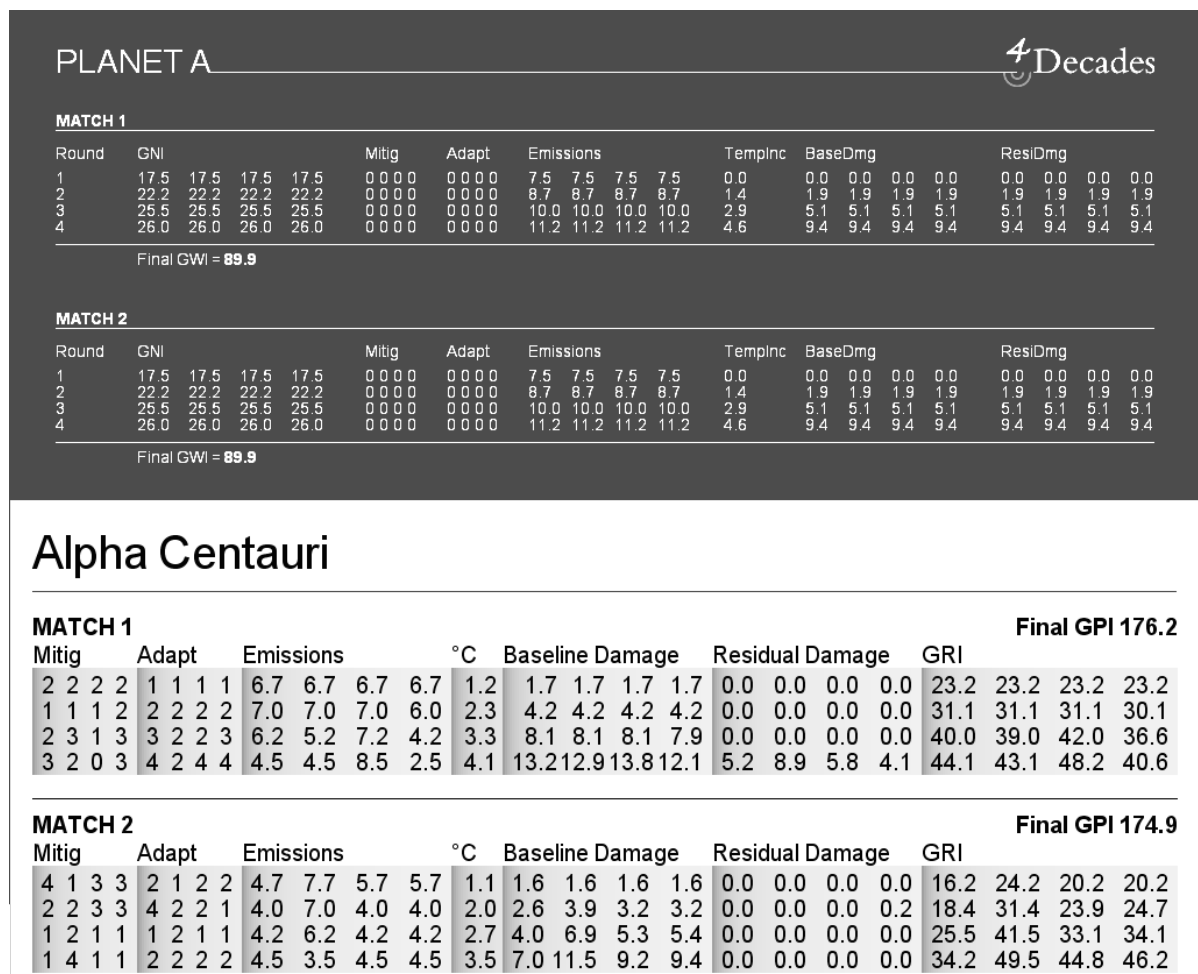 PLANET A 4 Decades
MATCH 1
Round GNI Mitig Adapt Emissions TempInc BaseDmg ResiDmg
1 17.5 17.5 17.5 17.5 0 0 0 0 0 0 0 0 7.5 7.5 7.5 7.5 0.0 0.0 0.0 0.0 0.0 0.0 0.0 0.0 0.0
2 22.2 22.2 22.2 22.2 0 0 0 0 0 0 0 0 8.7 8.7 8.7 8.7 1.4 1.9 1.9 1.9 1.9 1.9 1.9 1.9 1.9
3 25.5 25.5 25.5 25.5 0 0 0 0 0 0 0 0 10.0 10.0 10.0 10.0 2.9 5.1 5.1 5.1 5.1 5.1 5.1 5.1 5.1
4 26.0 26.0 26.0 26.0 0 0 0 0 0 0 0 0 11.2 11.2 11.2 11.2 4.6 9.4 9.4 9.4 9.4 9.4 9.4 9.4 9.4
Final GWI = 89.9
MATCH 2
Round GNI Mitig Adapt Emissions TempInc BaseDmg ResiDmg
1 17.5 17.5 17.5 17.5 0 0 0 0 0 0 0 0 7.5 7.5 7.5 7.5 0.0 0.0 0.0 0.0 0.0 0.0 0.0 0.0 0.0
2 22.2 22.2 22.2 22.2 0 0 0 0 0 0 0 0 8.7 8.7 8.7 8.7 1.4 1.9 1.9 1.9 1.9 1.9 1.9 1.9 1.9
3 25.5 25.5 25.5 25.5 0 0 0 0 0 0 0 0 10.0 10.0 10.0 10.0 2.9 5.1 5.1 5.1 5.1 5.1 5.1 5.1 5.1
4 26.0 26.0 26.0 26.0 0 0 0 0 0 0 0 0 11.2 11.2 11.2 11.2 4.6 9.4 9.4 9.4 9.4 9.4 9.4 9.4 9.4
Final GWI = 89.9
Alpha Centauri
MATCH 1 Final GPI 176.2
Mitig Adapt Emissions °C Baseline Damage Residual Damage GRI
2 2 2 2 1 1 1 1 6.7 6.7 6.7 6.7 1.2 1.7 1.7 1.7 1.7 0.0 0.0 0.0 0.0 23.2 23.2 23.2 23.2
1 1 1 2 2 2 2 2 7.0 7.0 7.0 6.0 2.3 4.2 4.2 4.2 4.2 0.0 0.0 0.0 0.0 31.1 31.1 31.1 30.1
2 3 1 3 3 2 2 3 6.2 5.2 7.2 4.2 3.3 8.1 8.1 8.1 7.9 0.0 0.0 0.0 0.0 40.0 39.0 42.0 36.6
3 2 0 3 4 2 4 4 4.5 4.5 8.5 2.5 4.1 13.2 12.9 13.8 12.1 5.2 8.9 5.8 4.1 44.1 43.1 48.2 40.6
MATCH 2 Final GPI 174.9
Mitig Adapt Emissions °C Baseline Damage Residual Damage GRI
4 1 3 3 2 1 2 2 4.7 7.7 5.7 5.7 1.1 1.6 1.6 1.6 1.6 0.0 0.0 0.0 0.0 16.2 24.2 20.2 20.2
2 2 3 3 4 2 2 1 4.0 7.0 4.0 4.0 2.0 2.6 3.9 3.2 3.2 0.0 0.0 0.0 0.2 18.4 31.4 23.9 24.7
1 2 1 1 1 2 1 1 4.2 6.2 4.2 4.2 2.7 4.0 6.9 5.3 5.4 0.0 0.0 0.0 0.0 25.5 41.5 33.1 34.1
1 4 1 1 2 2 2 2 4.5 3.5 4.5 4.5 3.5 7.0 11.5 9.2 9.4 0.0 0.0 0.0 0.0 34.2 49.5 44.8 46.2